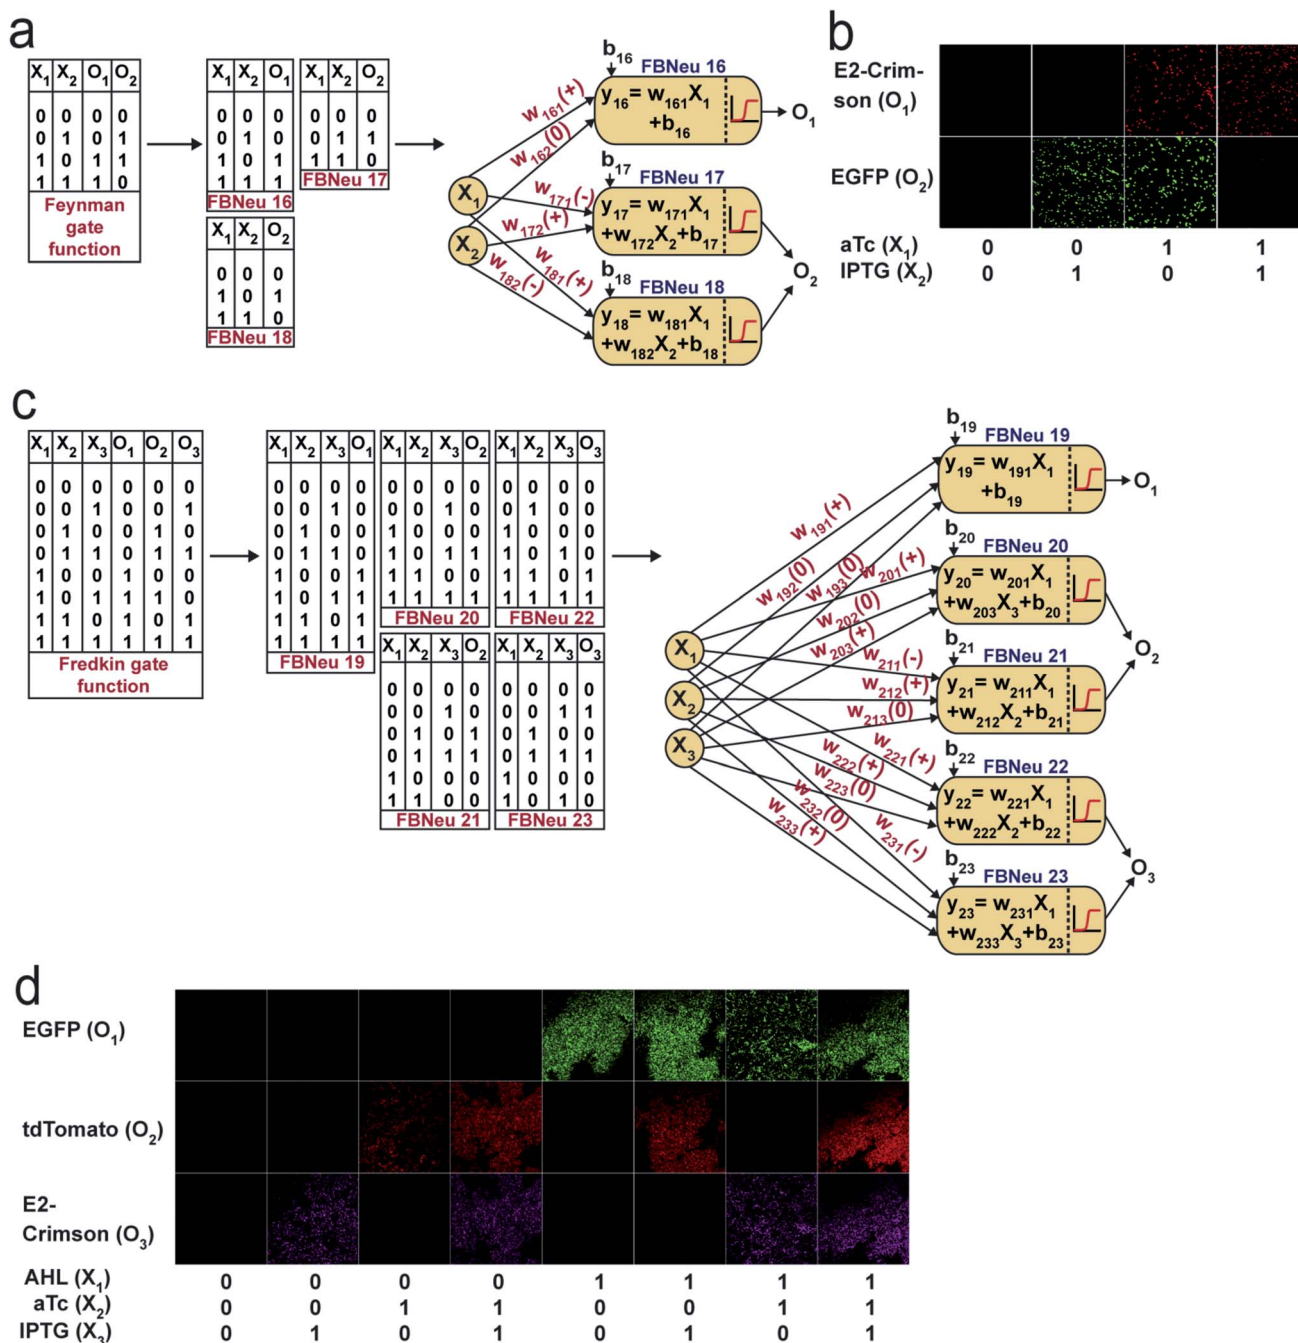 a
X1 X2 O1 O2
0 0 0 0
0 1 0 1
1 0 1 1
1 1 1 0
Feynman
gate
function
X1 X2 O1
0 0 0
0 1 0
1 0 1
1 1 1
FBNeu 16
X1 X2 O2
0 0 0
0 1 1
1 1 0
FBNeu 17
X1 X2 O2
0 0 0
1 0 1
1 1 0
FBNeu 18
X1
X2
w161(+)
w162(0)
w171(-)
w172(+)
w181(+)
w182(-)
b16
FBNeu 16
y16= w161X1
+b16
O1
b17
FBNeu 17
y17= w171X1
+w172X2+b17
b18
FBNeu 18
y18= w181X1
+w182X2+b18
O2
b
E2-Crim-
son (O1)
EGFP (O2)
aTc (X1) 0 0 1 1
IPTG (X2) 0 1 0 1
c
X1 X2 X3 O1 O2 O3
0 0 0 0 0 0
0 0 1 0 0 1
0 1 0 0 1 0
0 1 1 0 1 1
1 0 0 1 0 0
1 0 1 1 1 0
1 1 0 1 0 1
1 1 1 1 1 1
Fredkin gate
function
X1 X2 X3 O1
0 0 0 0
0 0 1 0
0 1 0 0
0 1 1 0
1 0 0 1
1 0 1 1
1 1 0 1
1 1 1 1
FBNeu 19
X1 X2 X3 O2
0 0 0 0
0 0 1 0
1 0 0 0
1 0 1 1
1 1 0 0
1 1 1 1
FBNeu 20
X1 X2 X3 O3
0 0 0 0
0 1 0 0
1 0 0 0
1 0 1 0
1 1 0 1
1 1 1 1
FBNeu 22
X1 X2 X3 O2
0 0 0 0
0 0 1 0
0 1 0 1
0 1 1 1
1 0 0 0
1 1 0 0
FBNeu 21
X1 X2 X3 O3
0 0 0 0
0 0 1 1
0 1 0 0
0 1 1 1
1 0 0 0
1 0 1 0
FBNeu 23
X1
X2
X3
w191(+)
w192(0)
w193(0)
w201(+)
w202(0)
w203(+)
w211(-)
w212(+)
w213(0)
w221(+)
w222(+)
w223(0)
w232(0)
w231(-)
w233(+)
b19
FBNeu 19
y19= w191X1
+b19
O1
b20
FBNeu 20
y20= w201X1
+w203X3+b20
b21
FBNeu 21
y21= w211X1
+w212X2+b21
O2
b22
FBNeu 22
y22= w221X1
+w222X2+b22
b23
FBNeu 23
y23= w231X1
+w233X3+b23
O3
d
EGFP (O1)
tdTomato (O2)
E2-
Crimson (O3)
AHL (X1) 0 0 0 0 1 1 1 1
aTc (X2) 0 0 1 1 0 0 1 1
IPTG (X3) 0 1 0 1 0 1 0 1